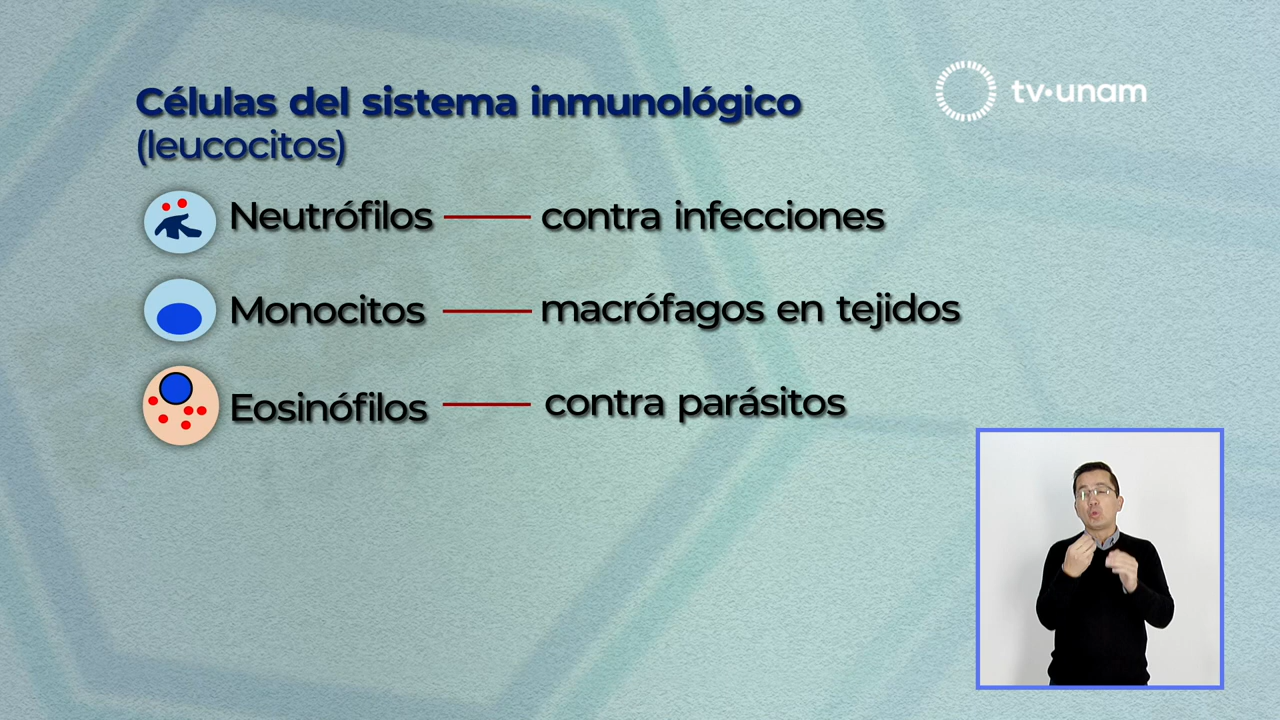 Células del sistema inmunológico
(leucocitos)
tv·unam
Neutrófilos contra infecciones
Monocitos macrófagos en tejidos
Eosinófilos contra parásitos